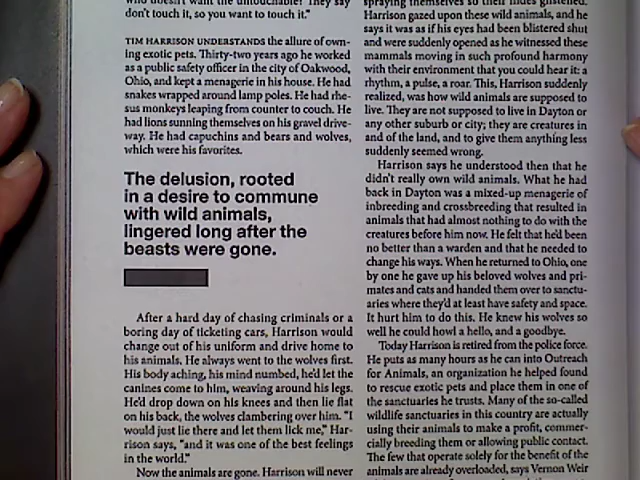 who doesn't want the untouchable? They say
don't touch it, so you want to touch it."
TIM HARRISON UNDERSTANDS the allure of own-
ing exotic pets. Thirty-two years ago he worked
as a public safety officer in the city of Oakwood,
Ohio, and kept a menagerie in his house. He had
snakes wrapped around lamp poles. He had rhe-
sus monkeys leaping from counter to couch. He
had lions sunning themselves on his gravel drive-
way. He had capuchins and bears and wolves,
which were his favorites.
The delusion, rooted
in a desire to commune
with wild animals,
lingered long after the
beasts were gone.
After a hard day of chasing criminals or a
boring day of ticketing cars, Harrison would
change out of his uniform and drive home to
his animals. He always went to the wolves first.
His body aching, his mind numbed, he'd let the
canines come to him, weaving around his legs.
He'd drop down on his knees and then lie flat
on his back, the wolves clambering over him. "I
would just lie there and let them lick me," Har-
rison says, "and it was one of the best feelings
in the world."
Now the animals are gone. Harrison will never
spraying themselves so their hides glistened.
Harrison gazed upon these wild animals, and he
says it was as if his eyes had been blistered shut
and were suddenly opened as he witnessed these
mammals moving in such profound harmony
with their environment that you could hear it: a
rhythm, a pulse, a roar. This, Harrison suddenly
realized, was how wild animals are supposed to
live. They are not supposed to live in Dayton or
any other suburb or city; they are creatures in
and of the land, and to give them anything less
suddenly seemed wrong.
Harrison says he understood then that he
didn't really own wild animals. What he had
back in Dayton was a mixed-up menagerie of
inbreeding and crossbreeding that resulted in
animals that had almost nothing to do with the
creatures before him now. He felt that he'd been
no better than a warden and that he needed to
change his ways. When he returned to Ohio, one
by one he gave up his beloved wolves and pri-
mates and cats and handed them over to sanctu-
aries where they'd at least have safety and space.
It hurt him to do this. He knew his wolves so
well he could howl a hello, and a goodbye.
Today Harrison is retired from the police force.
He puts as many hours as he can into Outreach
for Animals, an organization he helped found
to rescue exotic pets and place them in one of
the sanctuaries he trusts. Many of the so-called
wildlife sanctuaries in this country are actually
using their animals to make a profit, commer-
cially breeding them or allowing public contact.
The few that operate solely for the benefit of the
animals are already overloaded, says Vernon Weir